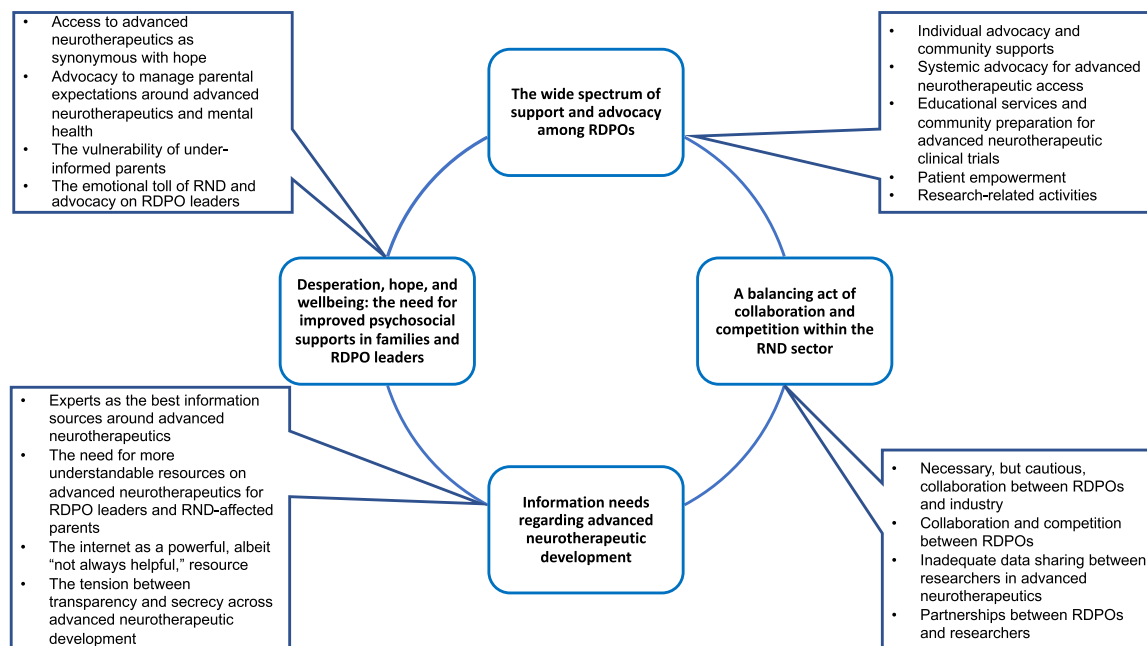 • Access to advanced
neurotherapeutics as
synonymous with hope
• Advocacy to manage parental
expectations around advanced
neurotherapeutics and mental
health
• The vulnerability of under-
informed parents
• The emotional toll of RND and
advocacy on RDPO leaders
The wide spectrum of
support and advocacy
among RDPOs
• Individual advocacy and
community supports
• Systemic advocacy for advanced
neurotherapeutic access
• Educational services and
community preparation for
advanced neurotherapeutic
clinical trials
• Patient empowerment
• Research-related activities
Desperation, hope, and
wellbeing: the need for
improved psychosocial
supports in families and
RDPO leaders
A balancing act of
collaboration and
competition within the
RND sector
• Experts as the best information
sources around advanced
neurotherapeutics
• The need for more
understandable resources on
advanced neurotherapeutics for
RDPO leaders and RND-affected
parents
• The internet as a powerful, albeit
“not always helpful,” resource
• The tension between
transparency and secrecy across
advanced neurotherapeutic
development
Information needs
regarding advanced
neurotherapeutic
development
• Necessary, but cautious,
collaboration between RDPOs
and industry
• Collaboration and competition
between RDPOs
• Inadequate data sharing between
researchers in advanced
neurotherapeutics
• Partnerships between RDPOs
and researchers